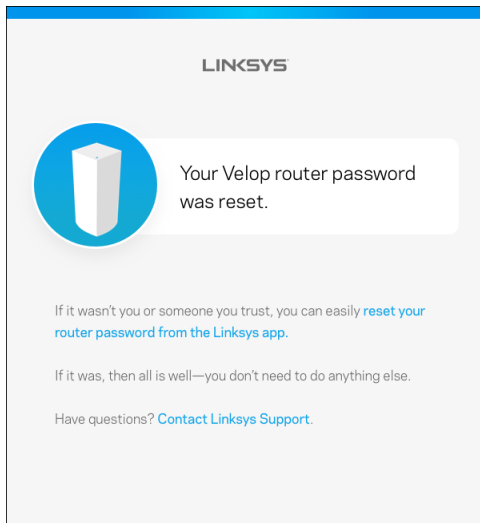 LINKSYS
Your Velop router password
was reset.
If it wasn't you or someone you trust, you can easily reset your
router password from the Linksys app.
If it was, then all is well—you don't need to do anything else.
Have questions? Contact Linksys Support.